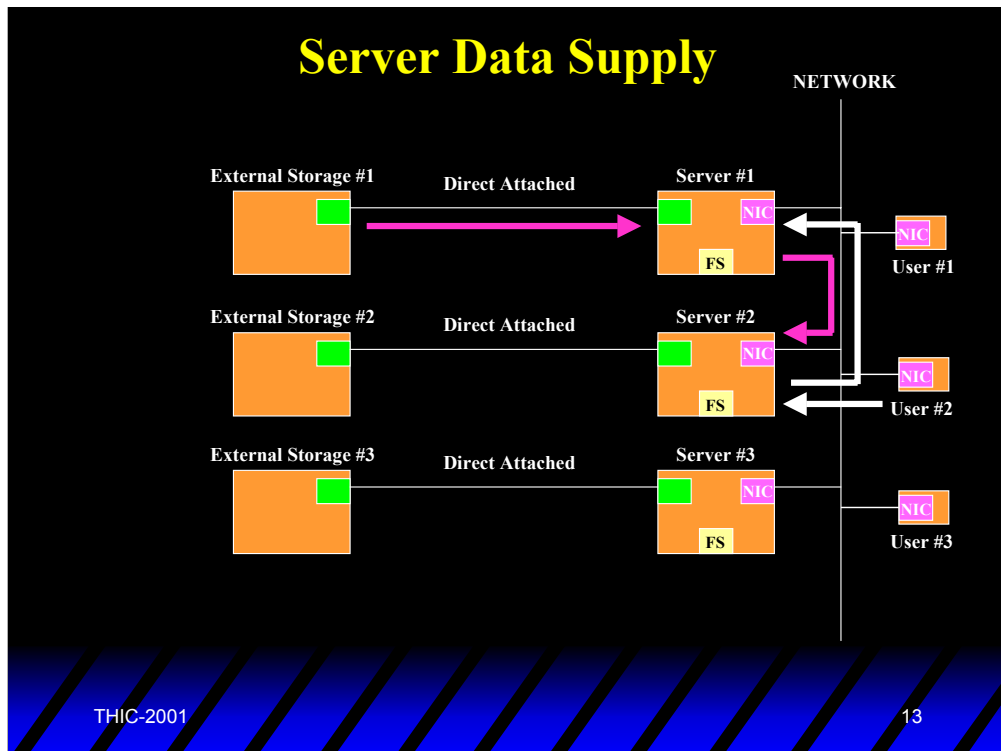 Server Data Supply
NETWORK
External Storage #1
Direct Attached
Server #1
NIC
FS
NIC
User #1
External Storage #2
Direct Attached
Server #2
NIC
FS
NIC
User #2
External Storage #3
Direct Attached
Server #3
NIC
FS
NIC
User #3
THIC-2001
13